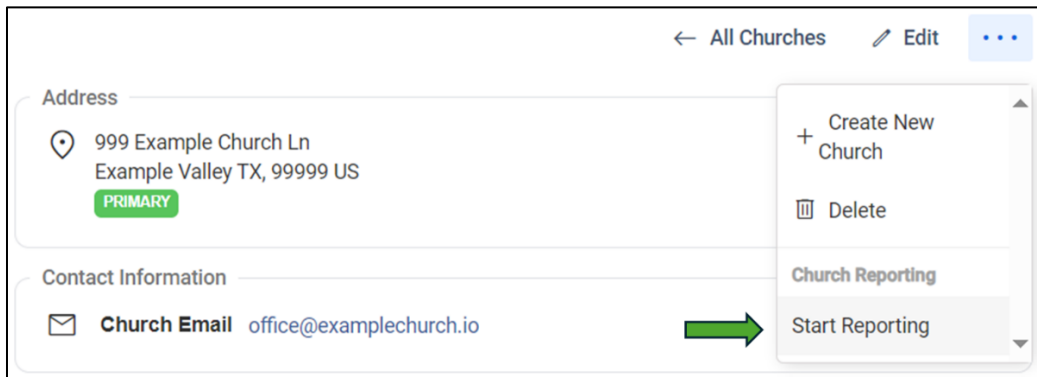 All Churches Edit
Address
999 Example Church Ln
Example Valley TX, 99999 US
PRIMARY
Create New
Church
Delete
Church Reporting
Start Reporting
Contact Information
Church Email office@examplechurch.io